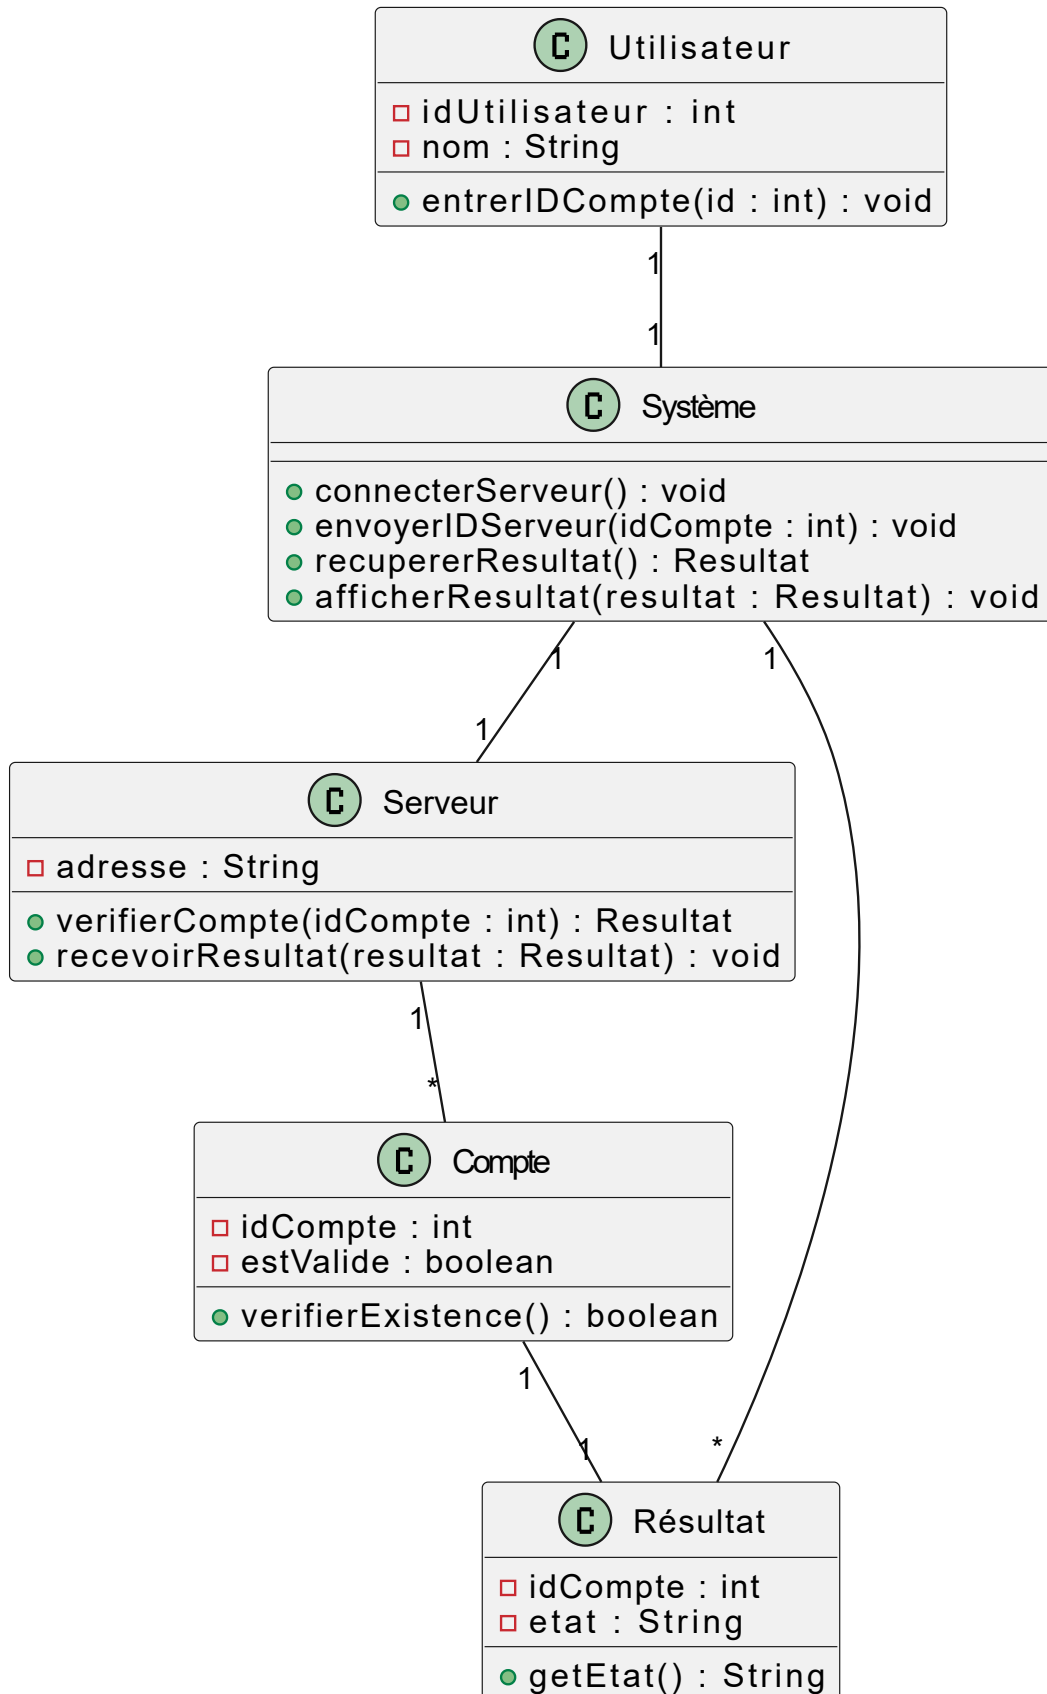 C Utilisateur
idUtilisateur : int
nom : String
entrerIDCompte(id : int) : void
1
1
C Système
connecterServeur() : void
envoyerIDServeur(idCompte : int) : void
recupererResultat() : Resultat
afficherResultat(resultat : Resultat) : void
1 1
1
C Serveur
adresse : String
verifierCompte(idCompte : int) : Resultat
recevoirResultat(resultat : Resultat) : void
1
*
C Compte
idCompte : int
estValide : boolean
verifierExistence() : boolean
1
1 *
C Résultat
idCompte : int
etat : String
getEtat() : String